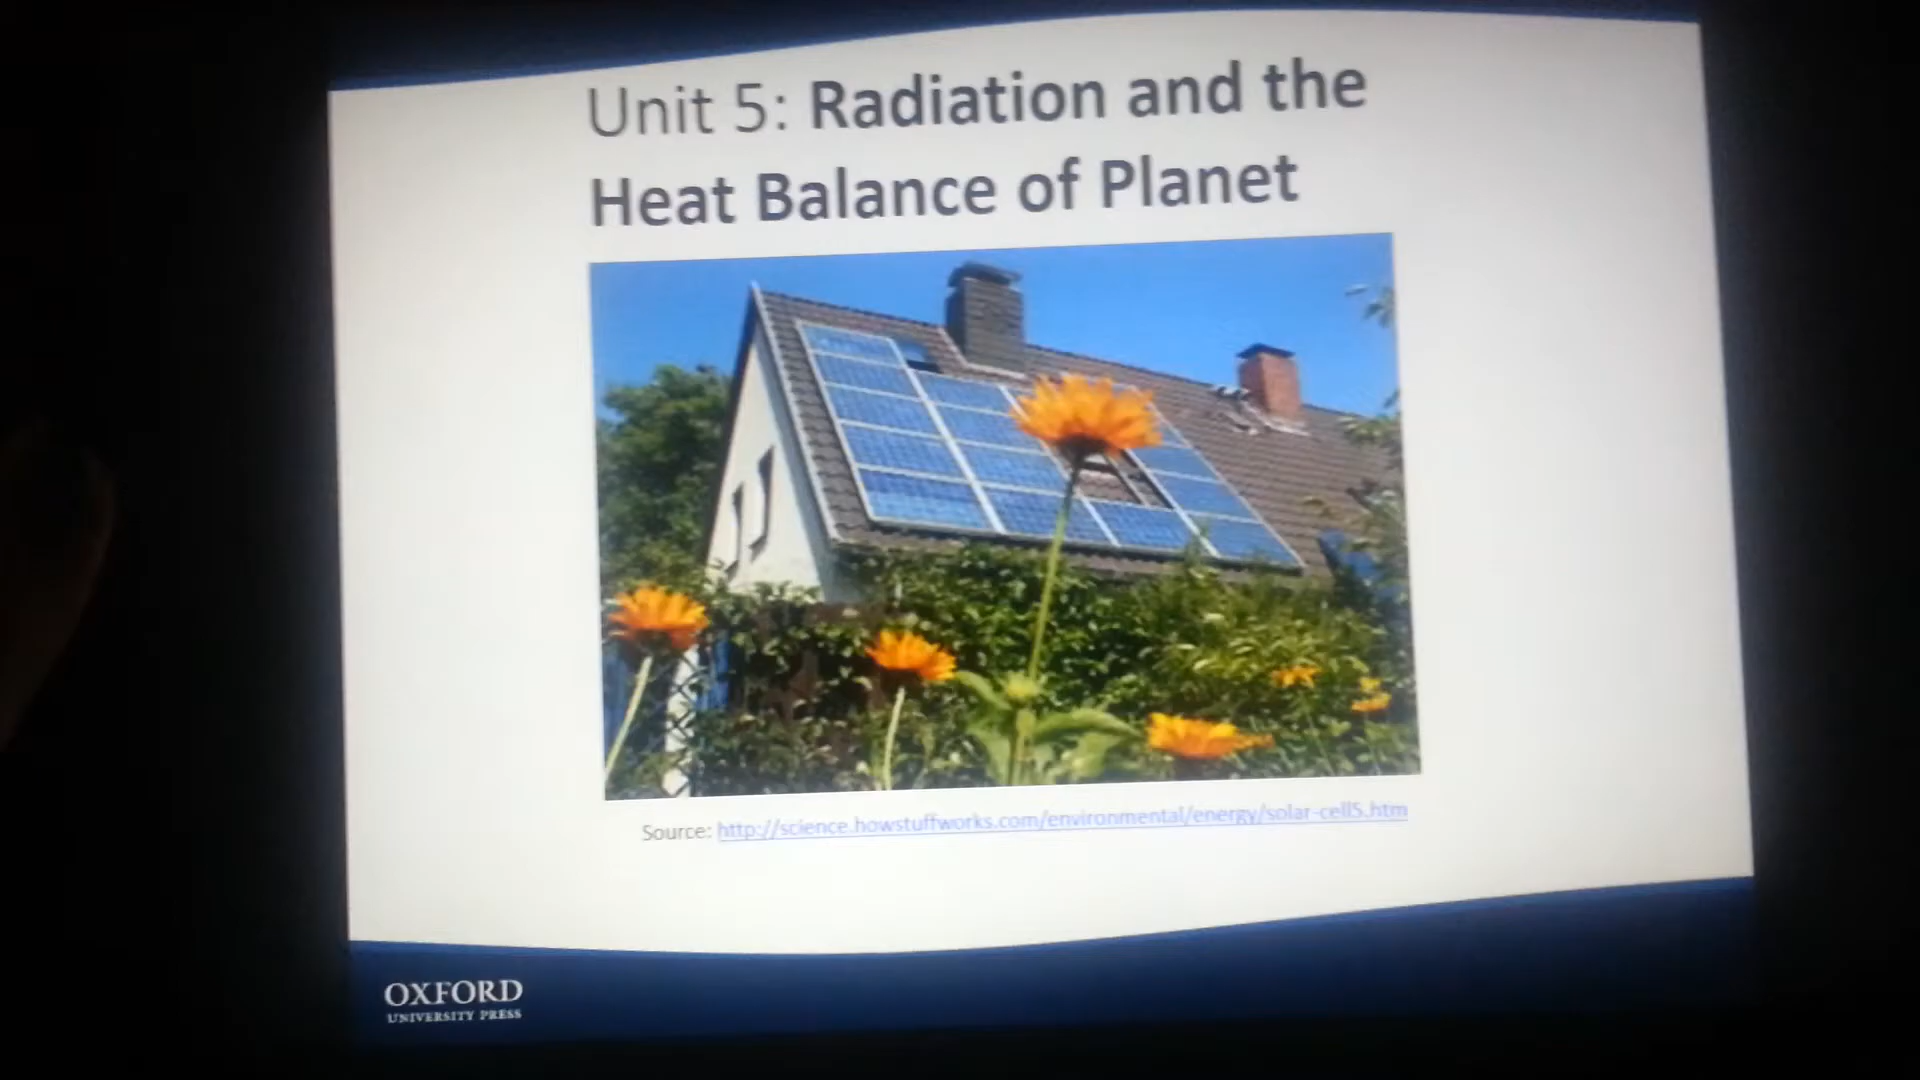 Unit 5: Radiation and the
Heat Balance of Planet
Source: http://science.howstuffworks.com/environmental/energy/solar-cell5.htm
OXFORD
UNIVERSITY PRESS